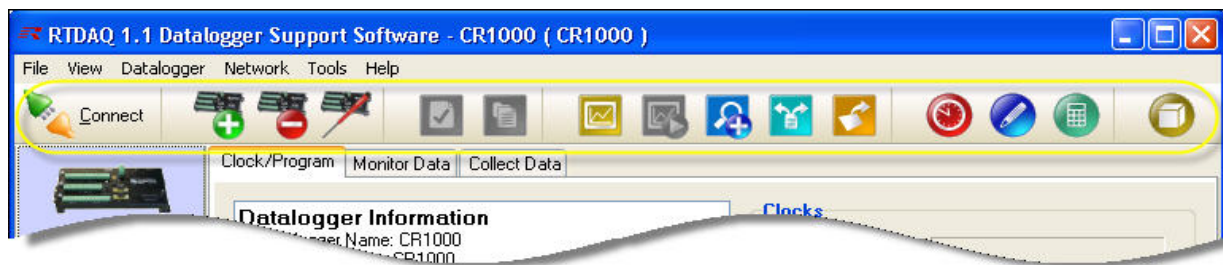 RTDAQ 1.1 Datalogger Support Software - CR1000 ( CR1000 )
File View Datalogger Network Tools Help
Connect
Clock/Program Monitor Data Collect Data
Datalogger Information
Clocks
Name: CR1000
CR1000